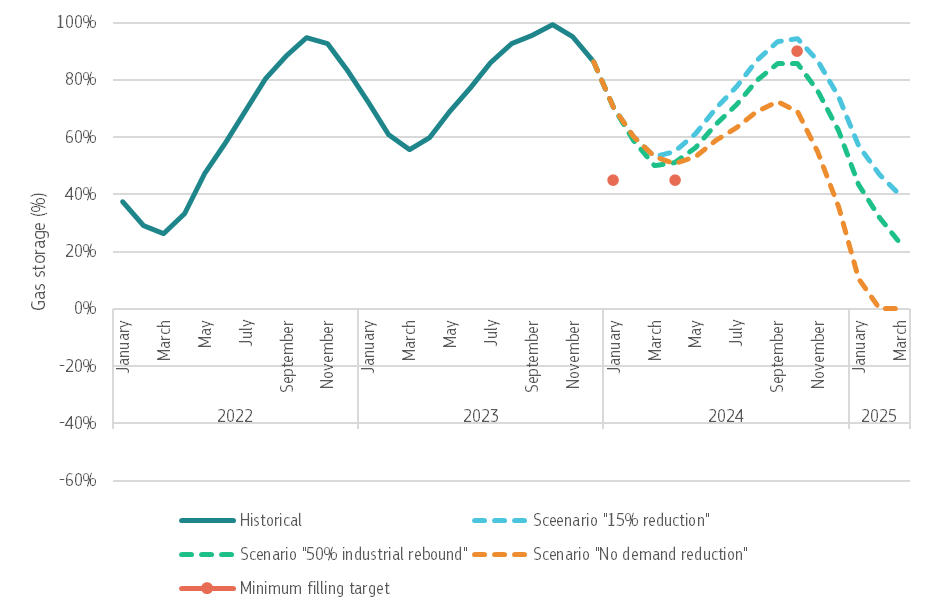 100%
80%
60%
40%
20%
0%
-20%
-40%
-60%
Gas storage (%)
January
March
May
July
September
November
January
March
May
July
September
November
January
March
May
July
September
November
January
March
2022
2023
2024
2025
Historical
Sceenario "15% reduction"
Scenario "50% industrial rebound"
Scenario "No demand reduction"
Minimum filling target